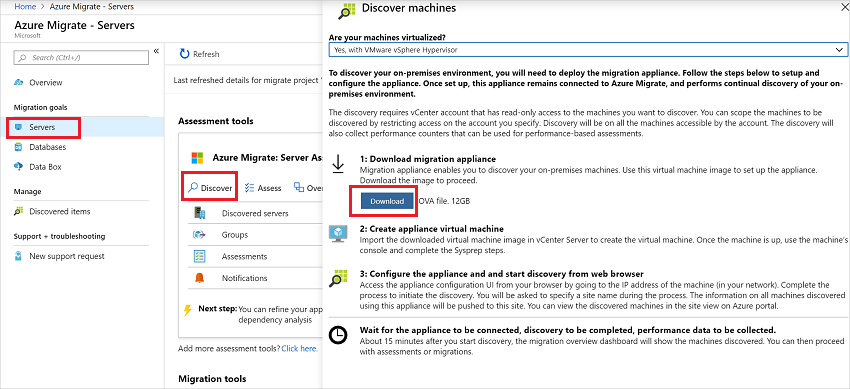 Home > Azure Migrate - Servers
Azure Migrate - Servers
Microsoft
Search (Ctrl+/)
«
Overview
Migration goals
Servers
Databases
Data Box
Manage
Discovered items
Support + troubleshooting
New support request
Refresh
Last refreshed details for migrate project
Assessment tools
Azure Migrate: Server Ass
Discover
Assess
Over
Discovered servers
Groups
Assessments
Notifications
Next step: You can refine your app
dependency analysis
Add more assessment tools? Click here.
Migration tools
Discover machines
Are your machines virtualized?
Yes, with VMware vSphere Hypervisor
To discover your on-premises environment, you will need to deploy the migration appliance. Follow the steps below to setup and
configure the appliance. Once set up, this appliance remains connected to Azure Migrate, and performs continual discovery of your on-
premises environment.
The discovery requires vCenter account that has read-only access to the machines you want to discover. You can scope the machines to be
discovered by restricting access on the account you specify. Discovery will be on all the machines accessible by the account. The discovery will
also collect performance counters that can be used for performance-based assessments.
1: Download migration appliance
Migration appliance enables you to discover your on-premises machines. Use this virtual machine image to set up the appliance.
Download the image to proceed.
Download
OVA file. 12GB
2: Create appliance virtual machine
Import the downloaded virtual machine image in vCenter Server to create the virtual machine. Once the machine is up, use the machine's
console and complete the Sysprep steps.
3: Configure the appliance and and start discovery from web browser
Access the appliance configuration UI from your browser by going to the IP address of the machine (in your network). Complete the
process to initiate the discovery. You will be asked to specify a site name during the process. The information on all machines discovered
using this appliance will be pushed to this site. You can view the discovered machines in the site view on Azure portal.
Wait for the appliance to be connected, discovery to be completed, performance data to be collected.
About 15 minutes after you start discovery, the migration overview dashboard will show the machines discovered. You can then proceed
with assessments or migrations.